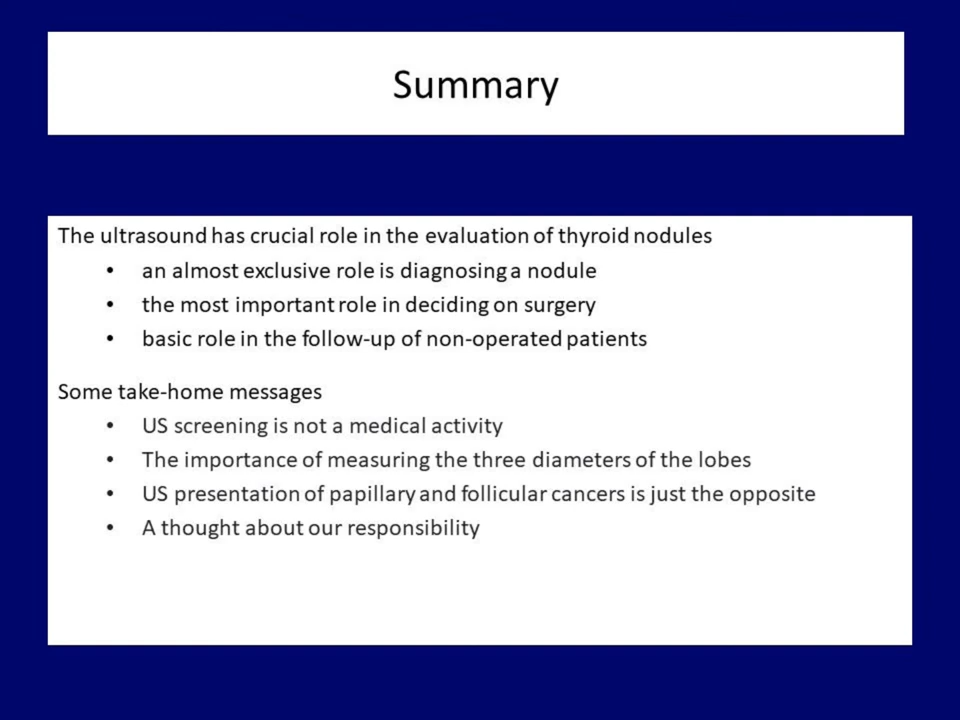 Summary
The ultrasound has crucial role in the evaluation of thyroid nodules
• an almost exclusive role is diagnosing a nodule
• the most important role in deciding on surgery
• basic role in the follow-up of non-operated patients
Some take-home messages
• US screening is not a medical activity
• The importance of measuring the three diameters of the lobes
• US presentation of papillary and follicular cancers is just the opposite
• A thought about our responsibility